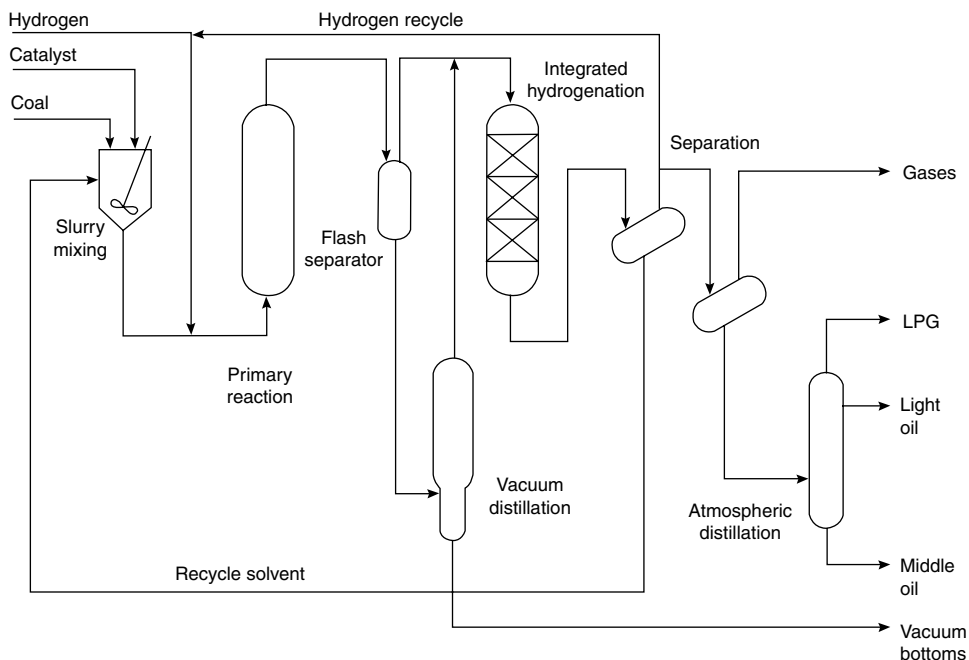 Hydrogen
Hydrogen recycle
Catalyst
Coal
Integrated
hydrogenation
Separation
Gases
Slurry
mixing
Flash
separator
LPG
Primary
reaction
Light
oil
Vacuum
distillation
Atmospheric
distillation
Recycle solvent
Middle
oil
Vacuum
bottoms